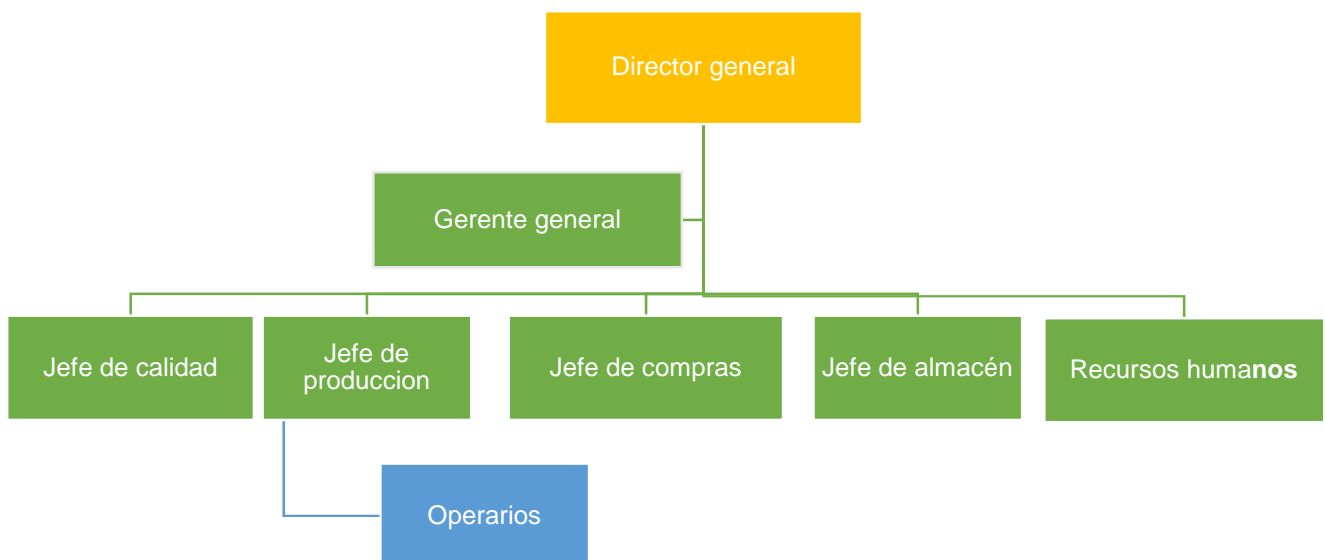 Director general
Gerente general
Jefe de calidad
Jefe de
produccion
Jefe de compras
Jefe de almacén
Recursos humanos
Operarios